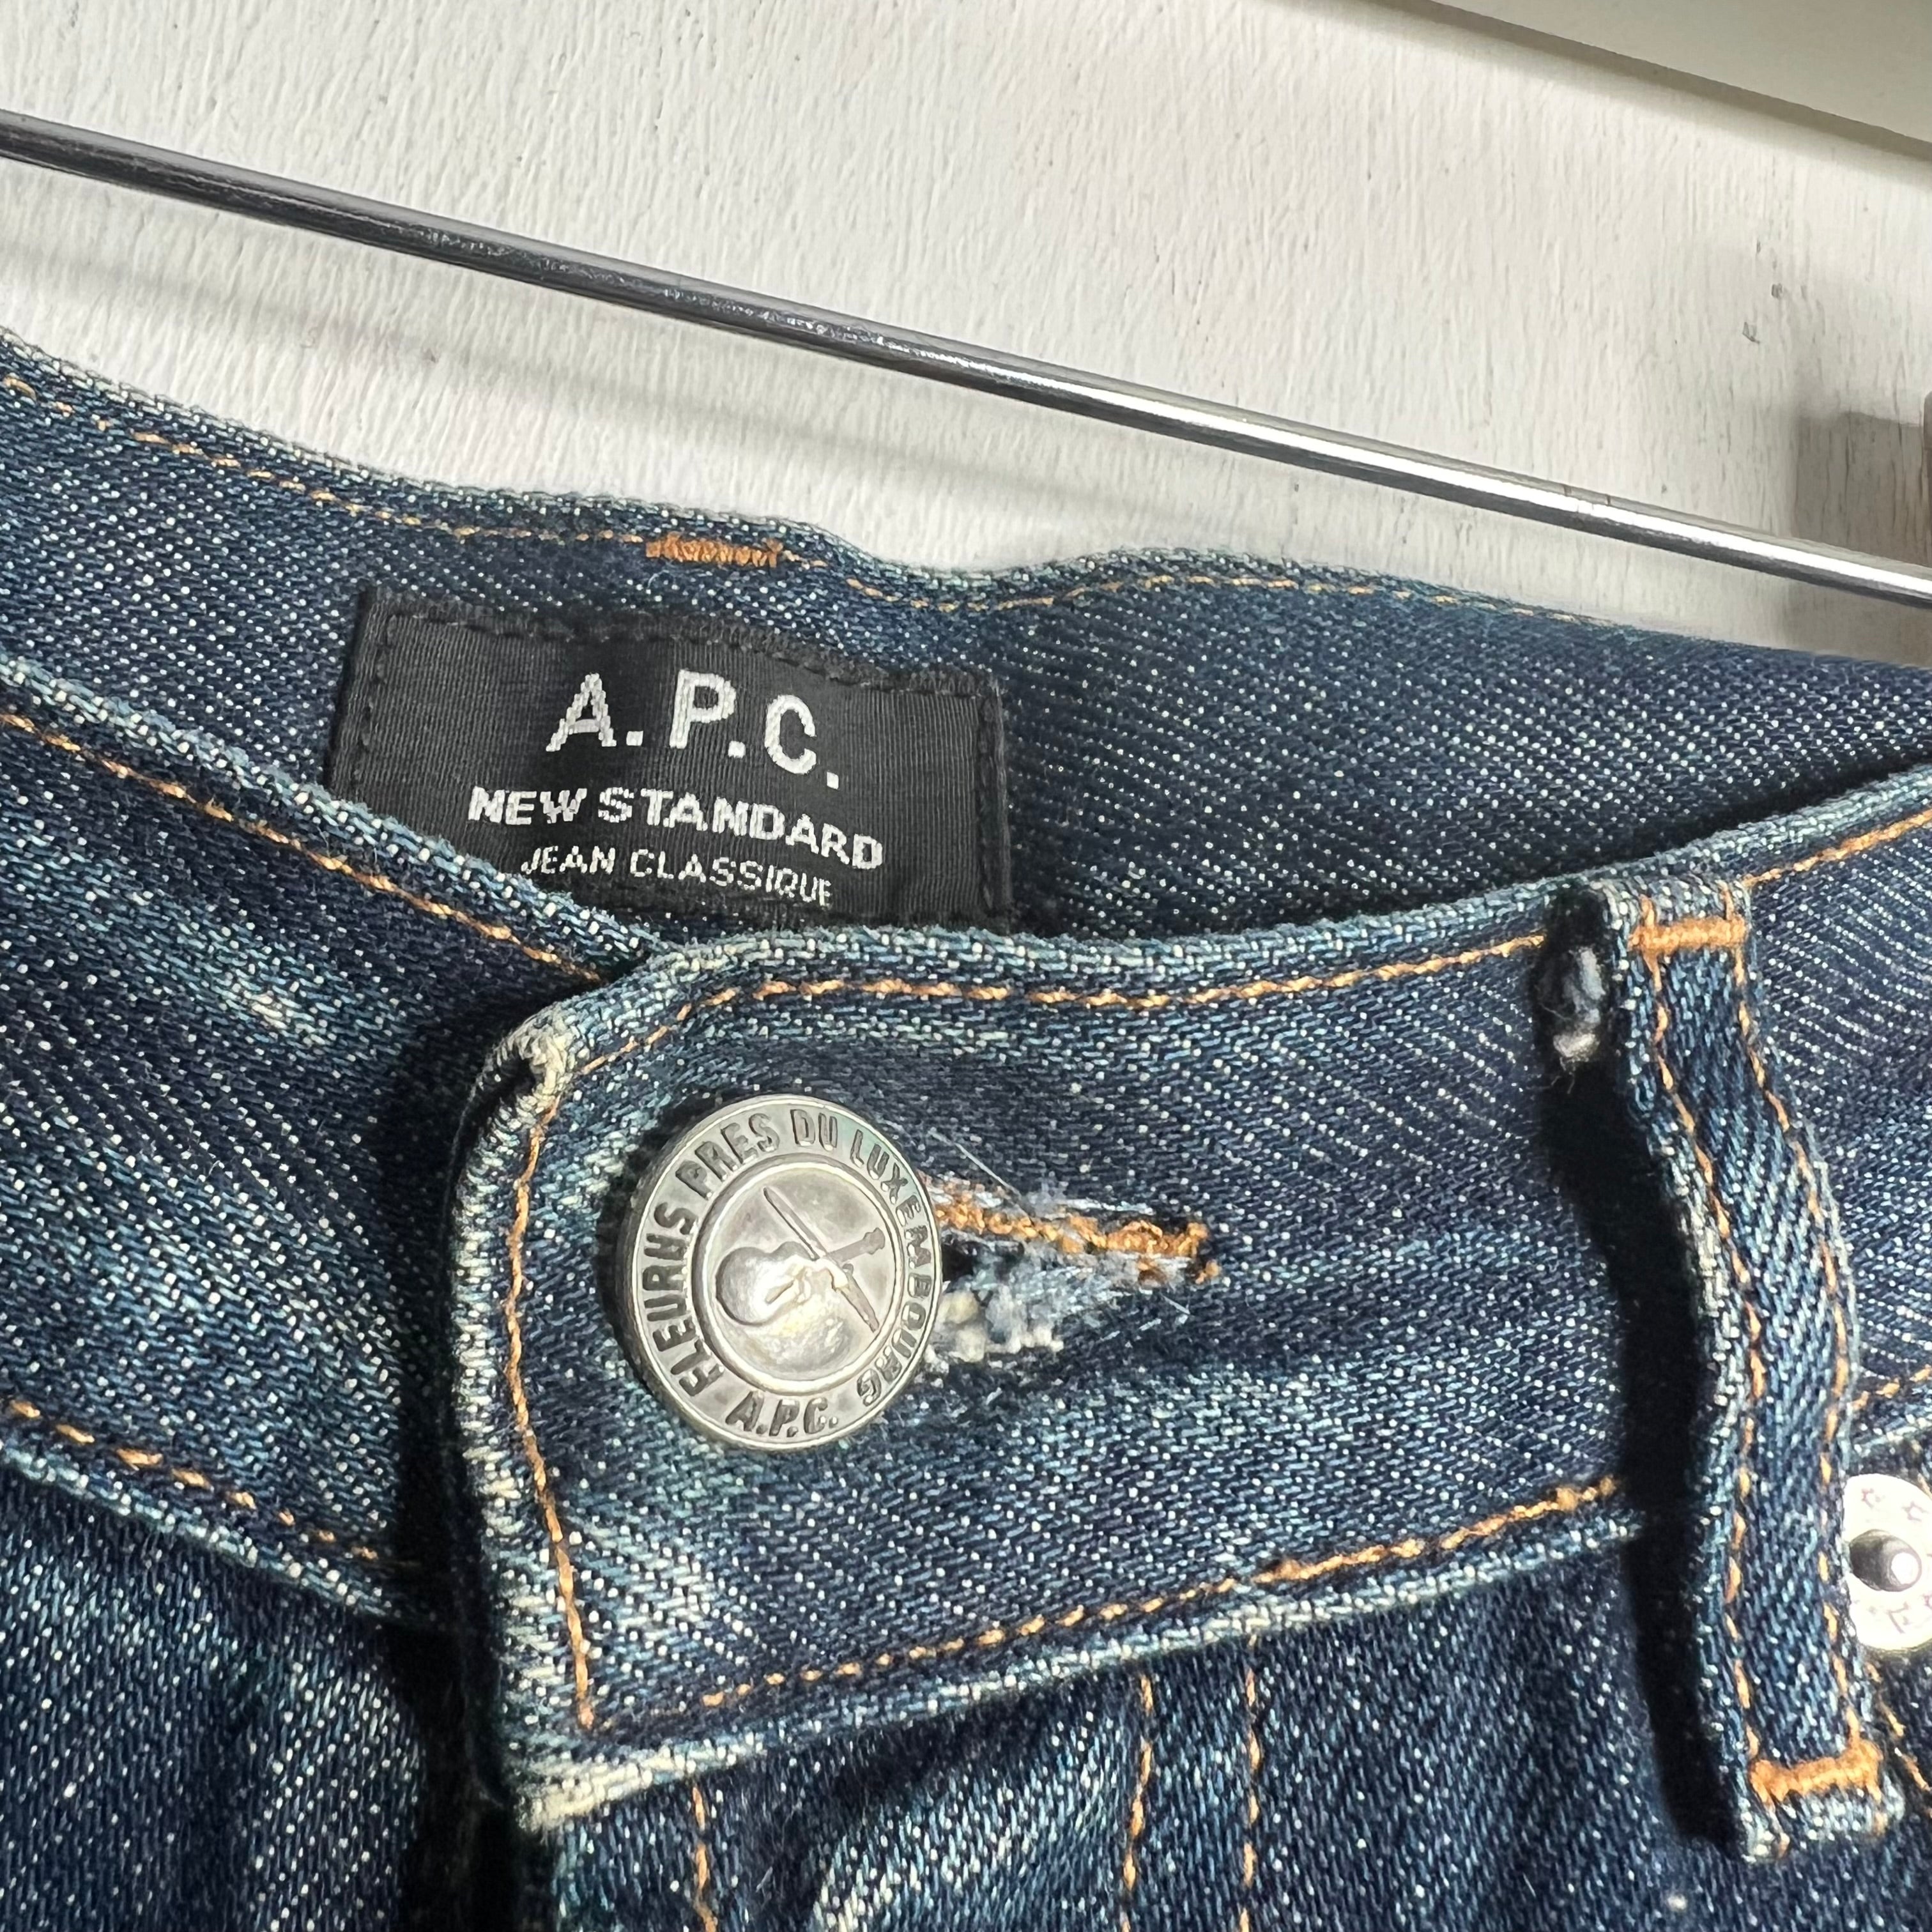 A.P.C.
NEW STANDARD
JEAN CLASSIQUE
FLEURUS PRES DU LUXEMBOURG
A.P.C.